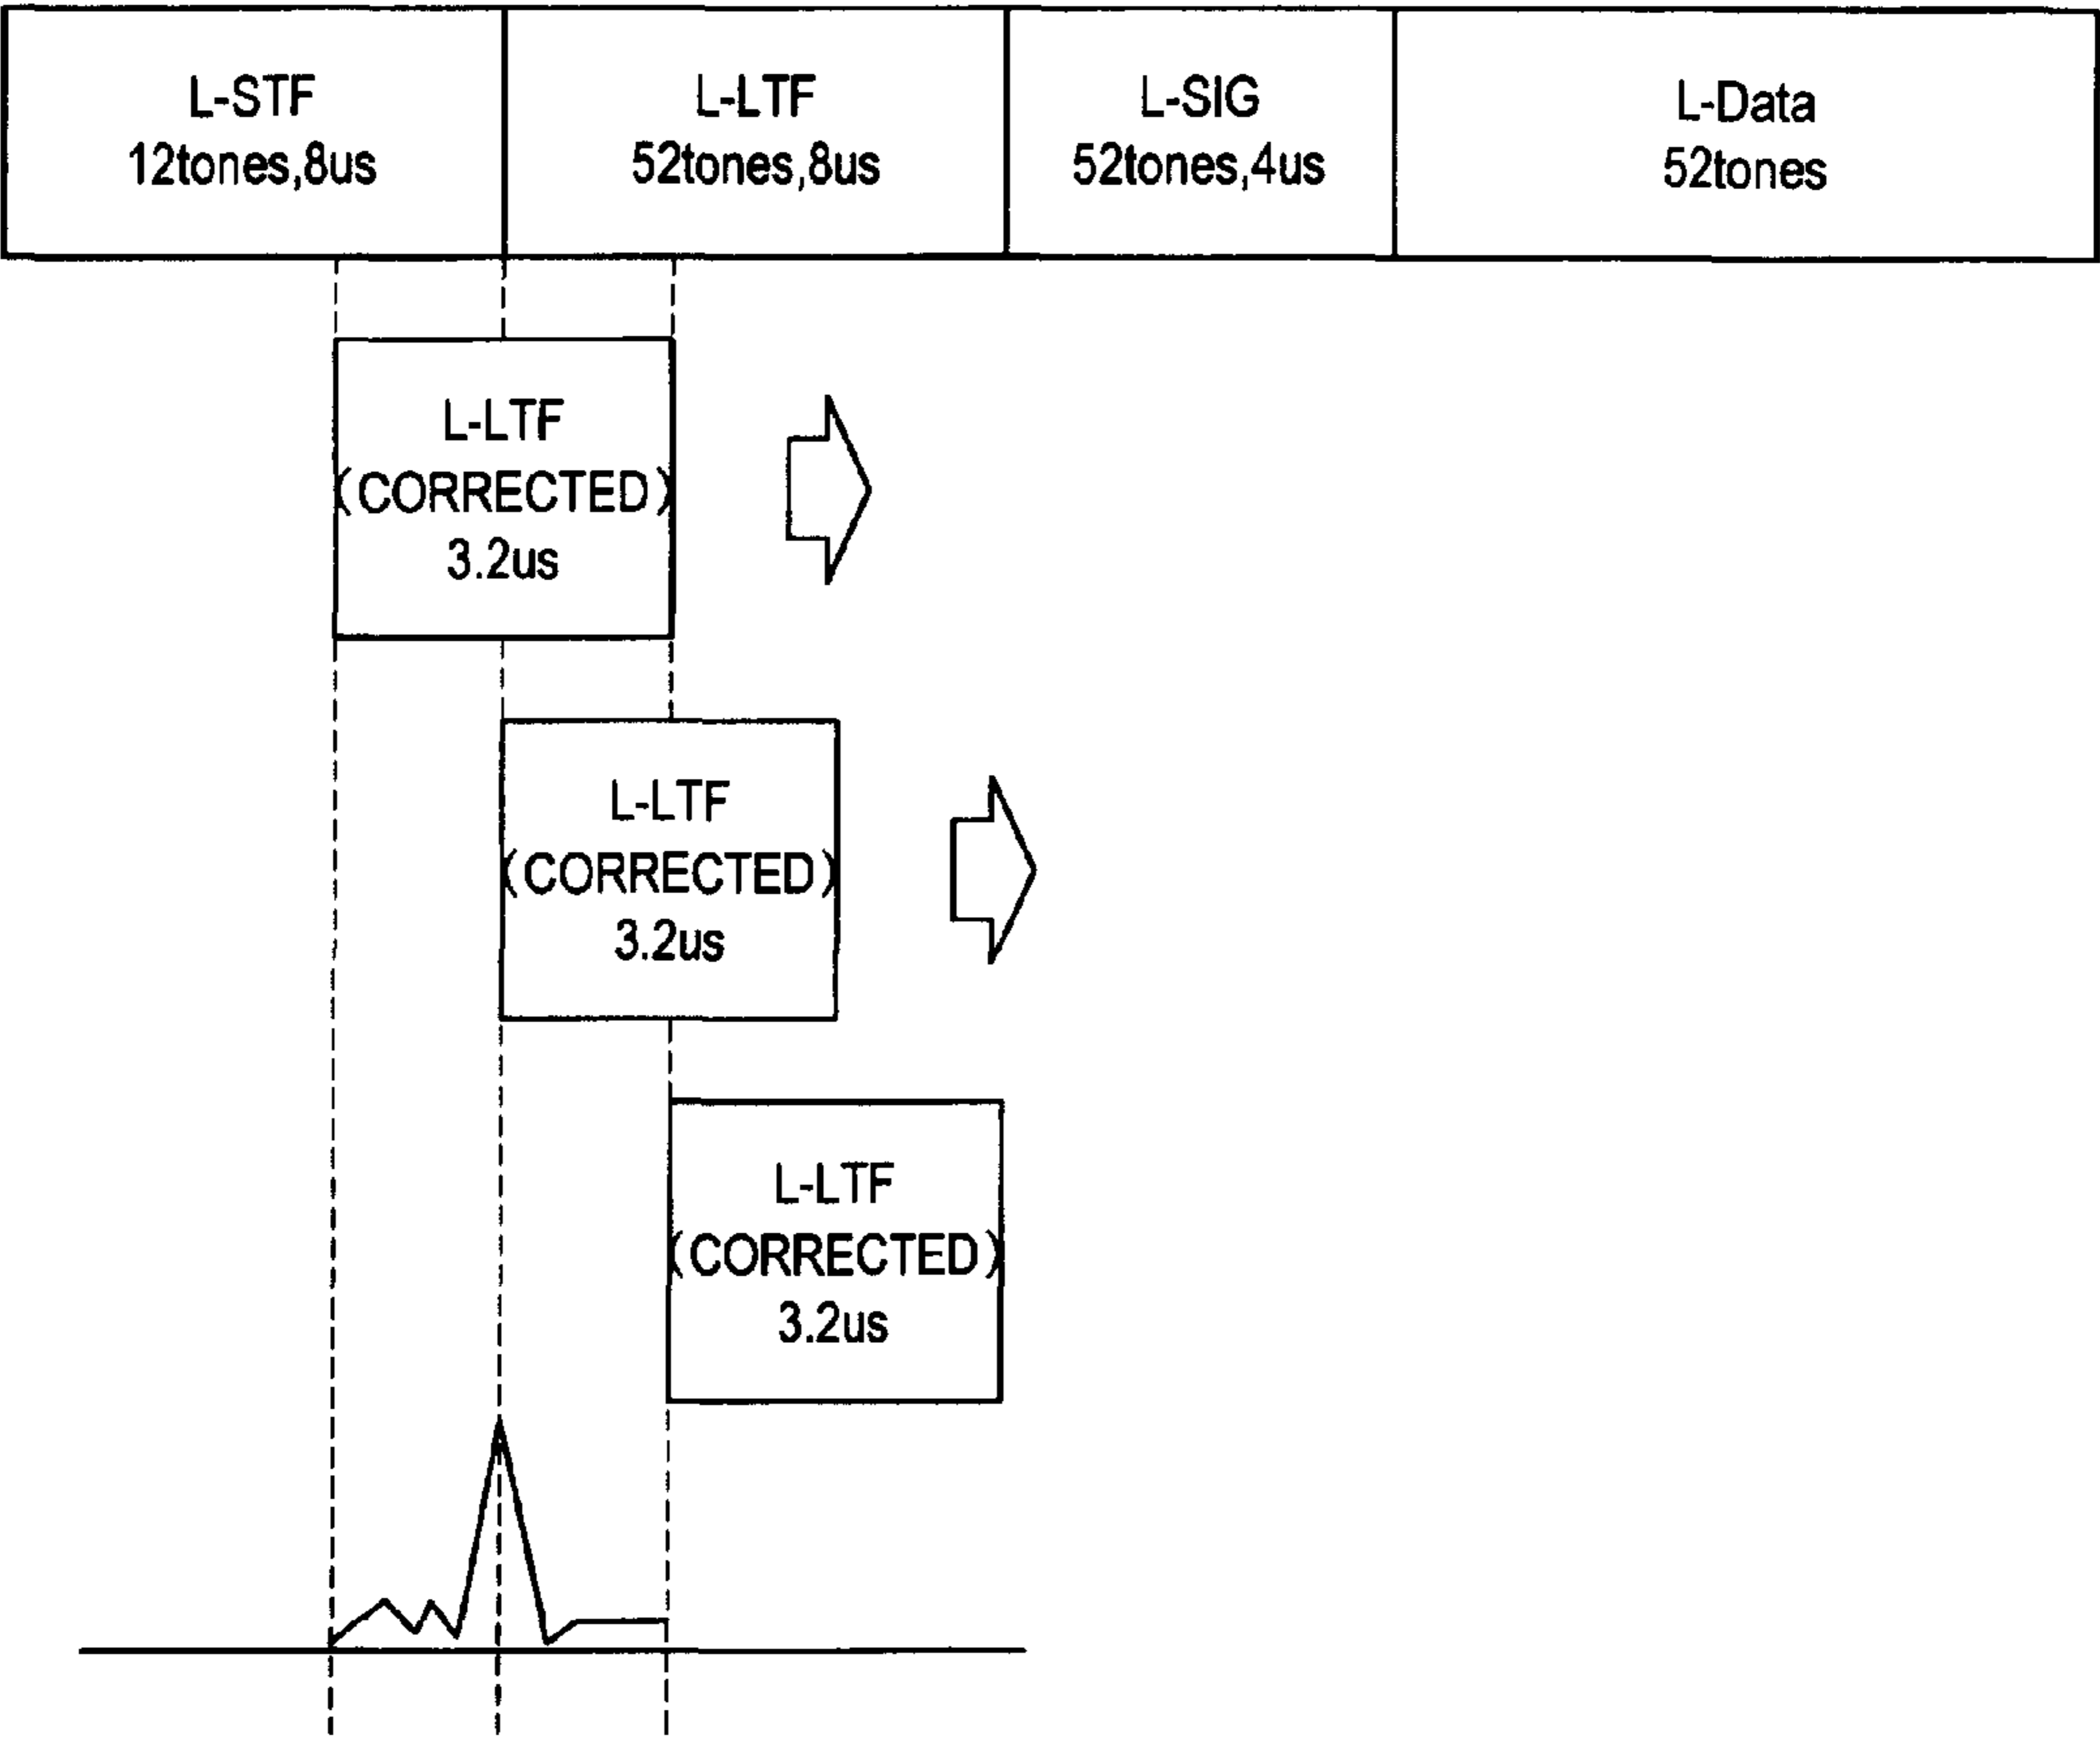 L-STF
12tones,8us
L-LTF
52tones,8us
L-SIG
52tones,4us
L-Data
52tones
L-LTF
(CORRECTED)
3.2us
L-LTF
(CORRECTED)
3.2us
L-LTF
(CORRECTED)
3.2us